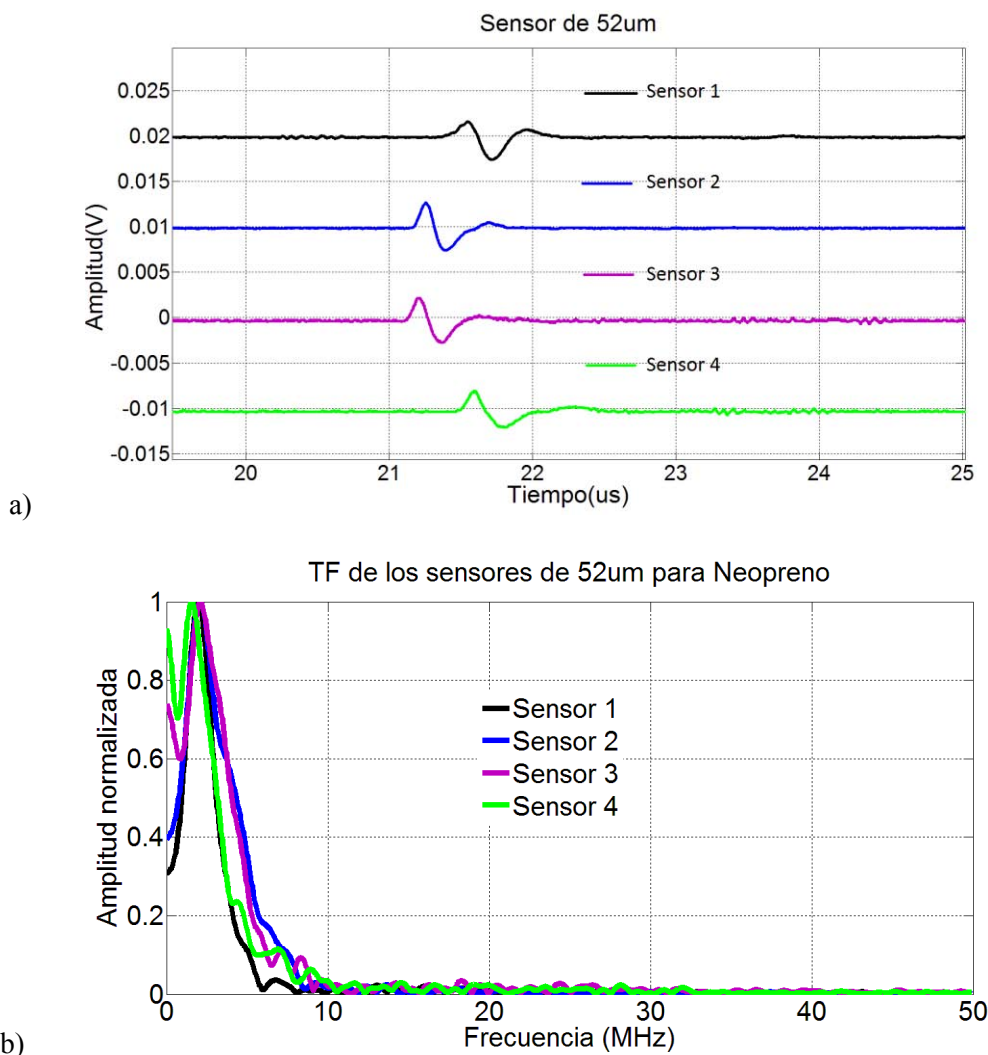 Sensor de 52um
0.025
0.02
0.015
0.01
0.005
0
-0.005
-0.01
-0.015
Amplitud(V)
Sensor 1
Sensor 2
Sensor 3
Sensor 4
20
21
22
23
24
25
Tiempo(us)
a)
TF de los sensores de 52um para Neopreno
1
0.8
0.6
0.4
0.2
0
Amplitud normalizada
Sensor 1
Sensor 2
Sensor 3
Sensor 4
0
10
20
30
40
50
Frecuencia (MHz)
b)